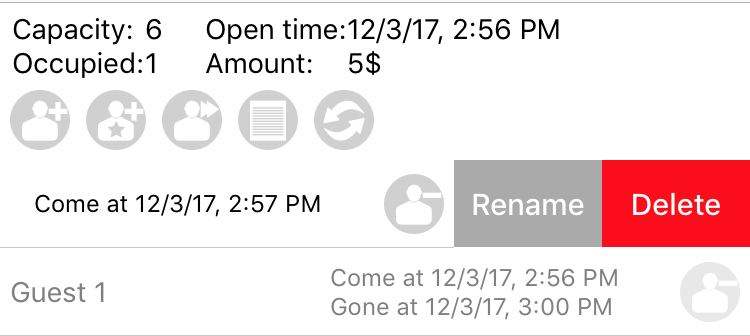 Capacity: 6 Open time:12/3/17, 2:56 PM
Occupied:1 Amount: 5$
Come at 12/3/17, 2:57 PM Rename Delete
Guest 1 Come at 12/3/17, 2:56 PM
Gone at 12/3/17, 3:00 PM